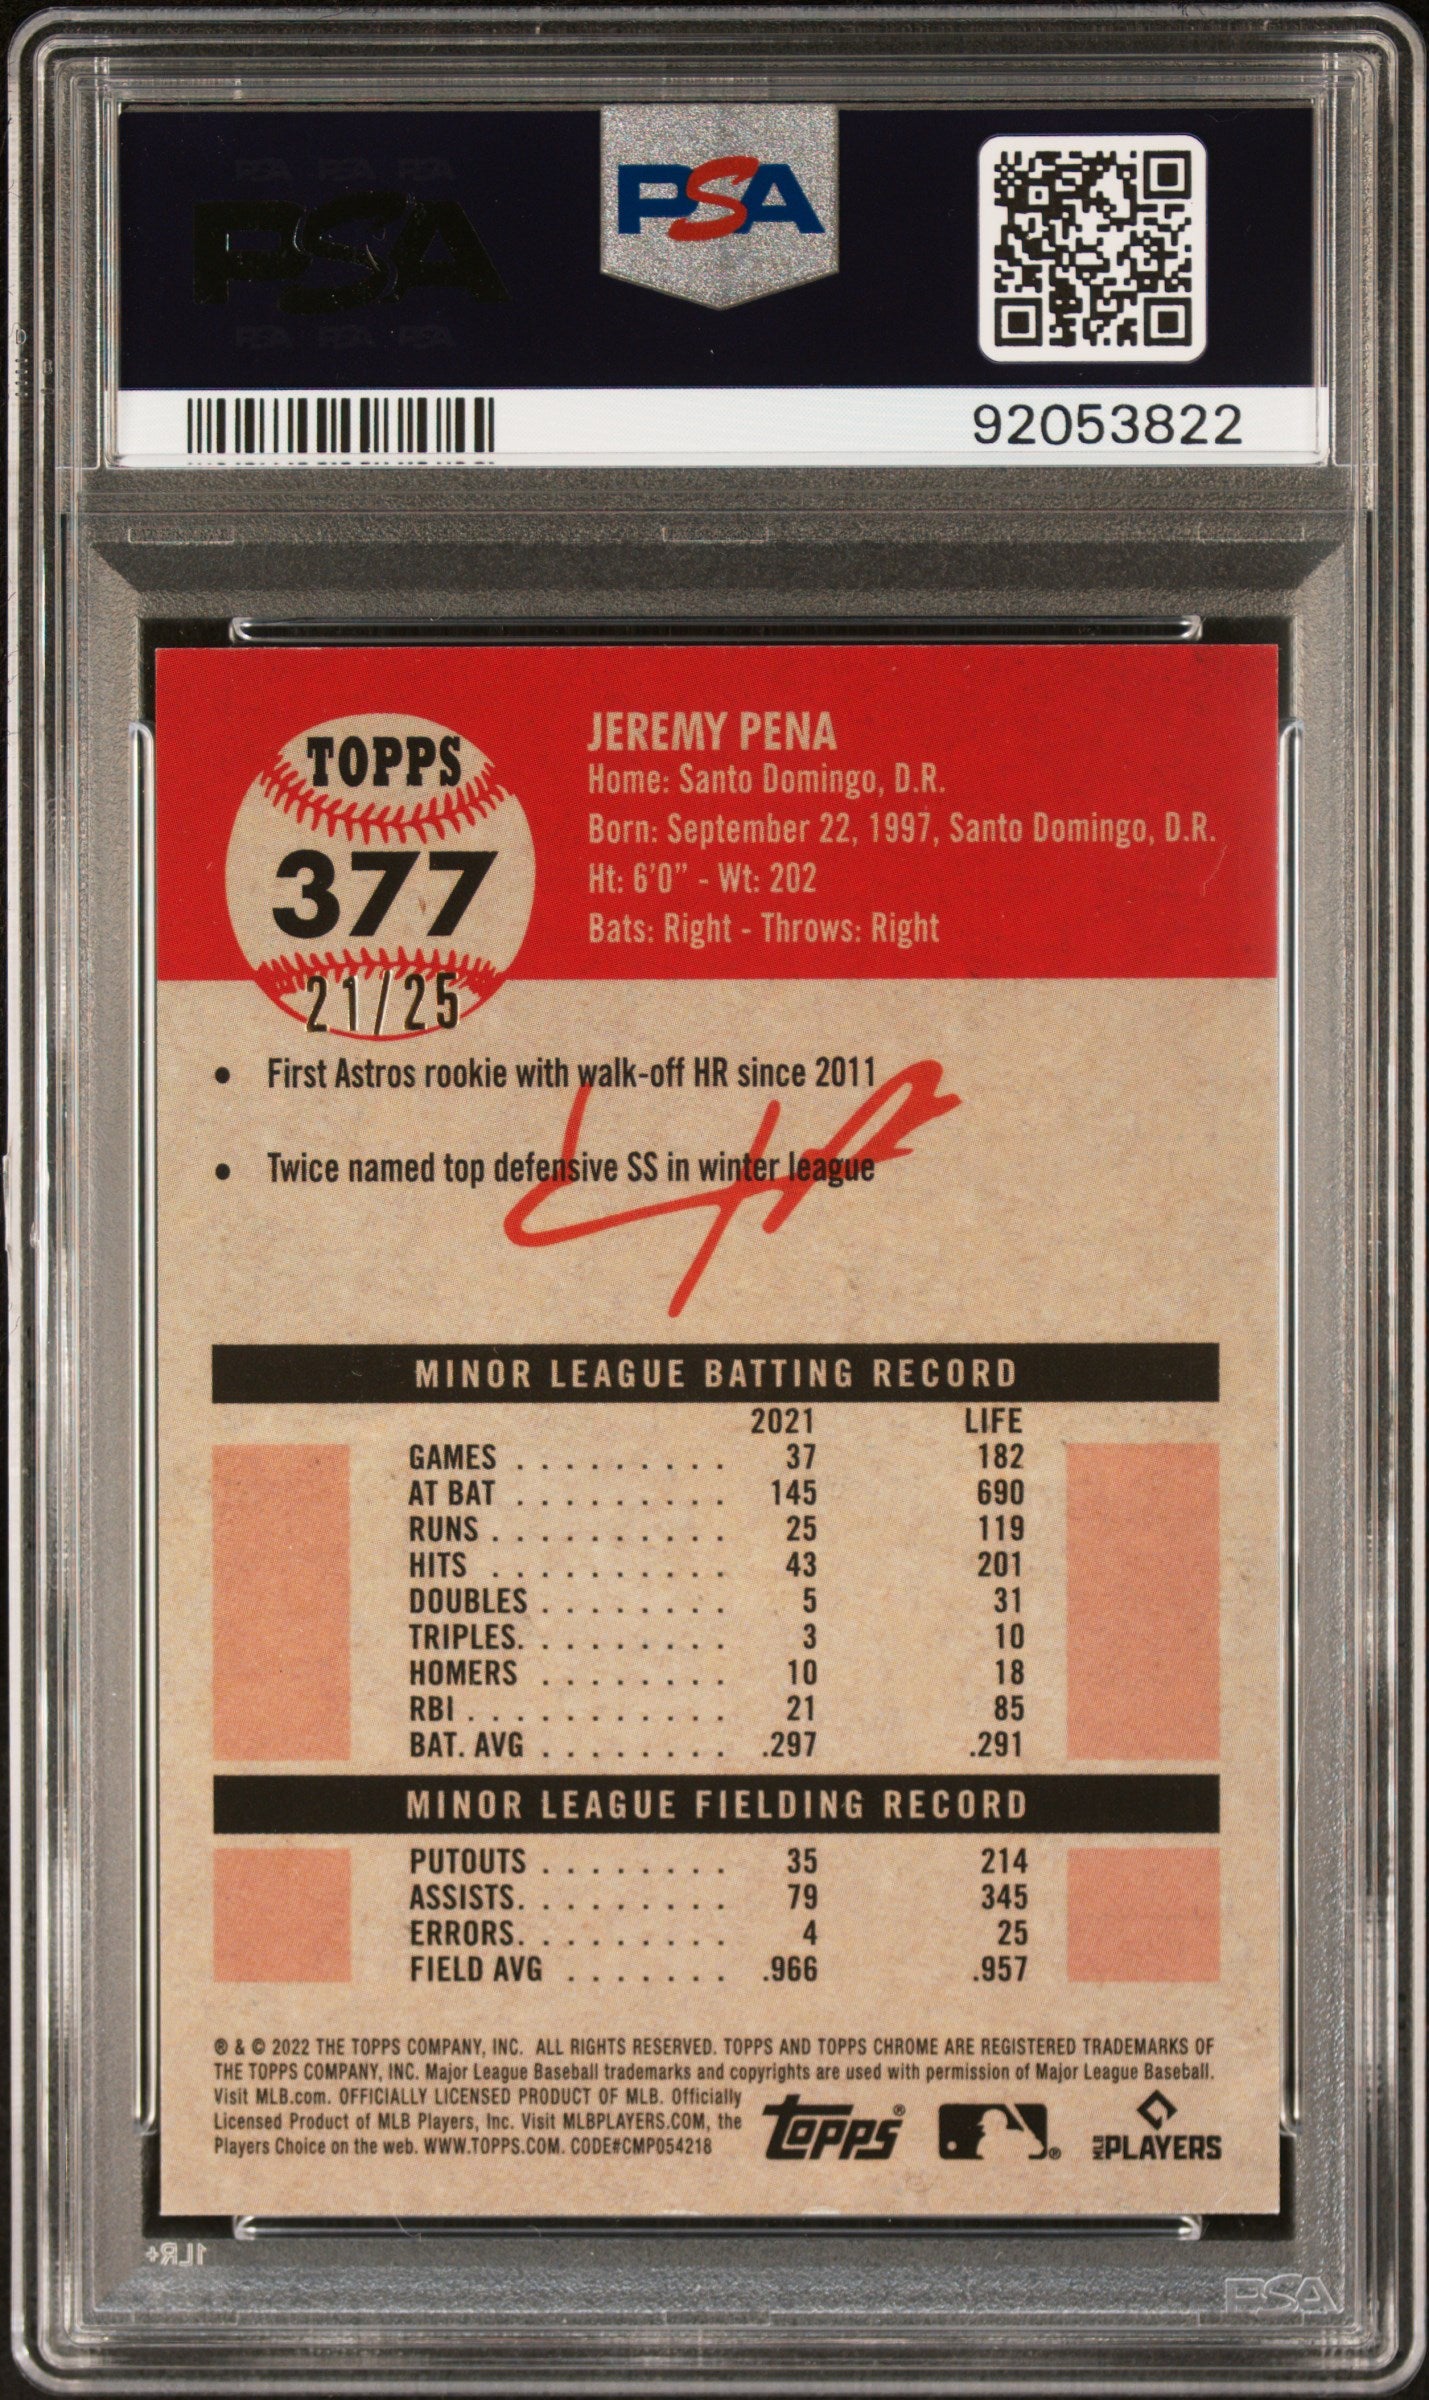 PSA
PSA PSA PSA
PSA
PSA PSA PSA
92053822
TOPPS
377
21/25
JEREMY PENA
Home: Santo Domingo, D.R.
Born: September 22, 1997, Santo Domingo, D.R.
Ht: 6'0" - Wt: 202
Bats: Right - Throws: Right
• First Astros rookie with walk-off HR since 2011
• Twice named top defensive SS in winter league
MINOR LEAGUE BATTING RECORD
2021 LIFE
GAMES . . . . . . . . . 37 182
AT BAT . . . . . . . . . 145 690
RUNS . . . . . . . . . . 25 119
HITS . . . . . . . . . . 43 201
DOUBLES . . . . . . . . 5 31
TRIPLES. . . . . . . . . 3 10
HOMERS . . . . . . . . . 10 18
RBI . . . . . . . . . . . 21 85
BAT. AVG . . . . . . . . .297 .291
MINOR LEAGUE FIELDING RECORD
PUTOUTS . . . . . . . . 35 214
ASSISTS. . . . . . . . . 79 345
ERRORS. . . . . . . . . 4 25
FIELD AVG . . . . . . . .966 .957
® & © 2022 THE TOPPS COMPANY, INC. ALL RIGHTS RESERVED. TOPPS AND TOPPS CHROME ARE REGISTERED TRADEMARKS OF
THE TOPPS COMPANY, INC. Major League Baseball trademarks and copyrights are used with permission of Major League Baseball.
Visit MLB.com. OFFICIALLY LICENSED PRODUCT OF MLB. Officially
Licensed Product of MLB Players, Inc. Visit MLBPLAYERS.COM, the
Players Choice on the web. WWW.TOPPS.COM. CODE#CMP054218
TOPPS®
®
MLB PLAYERS
1LR+
PSA